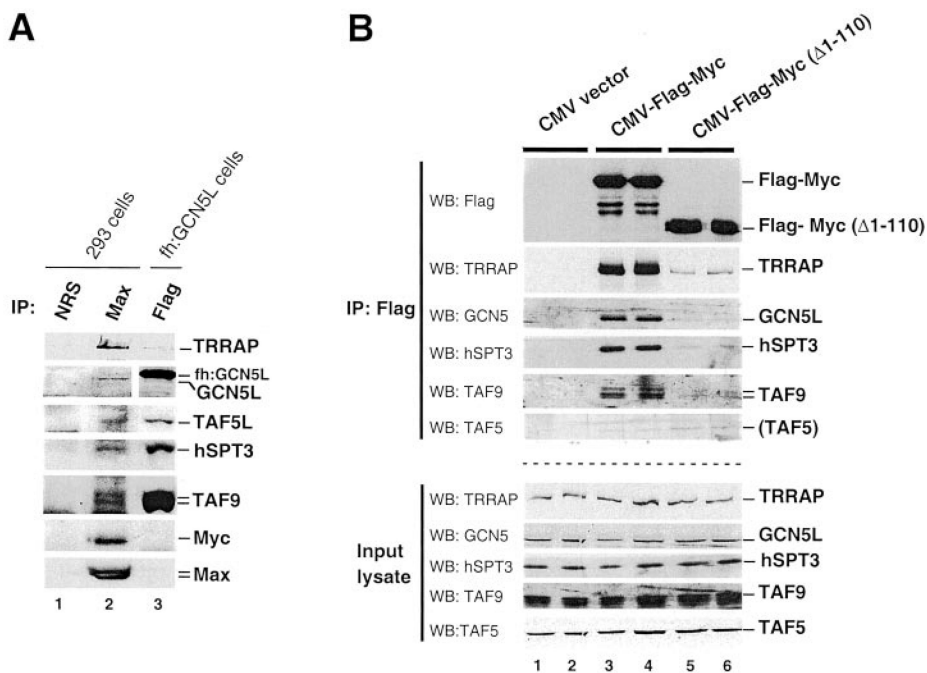 A
293 cells
fh:GCN5L cells
IP:
NRS
Max
Flag
TRRAP
fh:GCN5L
GCN5L
TAF5L
hSPT3
TAF9
Myc
Max
1 2 3
B
CMV vector
CMV-Flag-Myc
CMV-Flag-Myc (Δ1-110)
IP: Flag
WB: Flag
Flag-Myc
Flag- Myc (Δ1-110)
WB: TRRAP
TRRAP
WB: GCN5
GCN5L
WB: hSPT3
hSPT3
WB: TAF9
TAF9
WB: TAF5
(TAF5)
Input
lysate
WB: TRRAP
TRRAP
WB: GCN5
GCN5L
WB: hSPT3
hSPT3
WB: TAF9
TAF9
WB:TAF5
TAF5
1 2 3 4 5 6